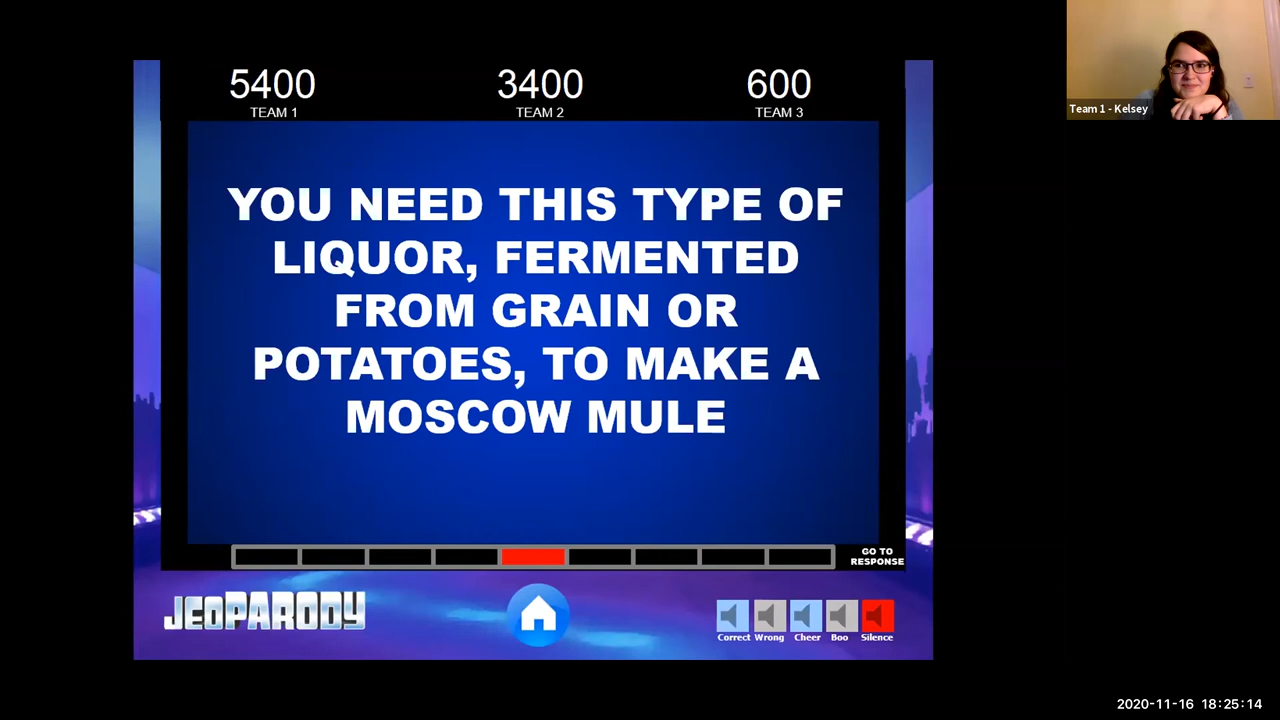 5400
TEAM 1
3400
TEAM 2
600
TEAM 3
YOU NEED THIS TYPE OF
LIQUOR, FERMENTED
FROM GRAIN OR
POTATOES, TO MAKE A
MOSCOW MULE
GO TO
RESPONSE
JEOPARODY
Correct
Wrong
Cheer
Boo
Silence
Team 1 - Kelsey
2020-11-16 18:25:14